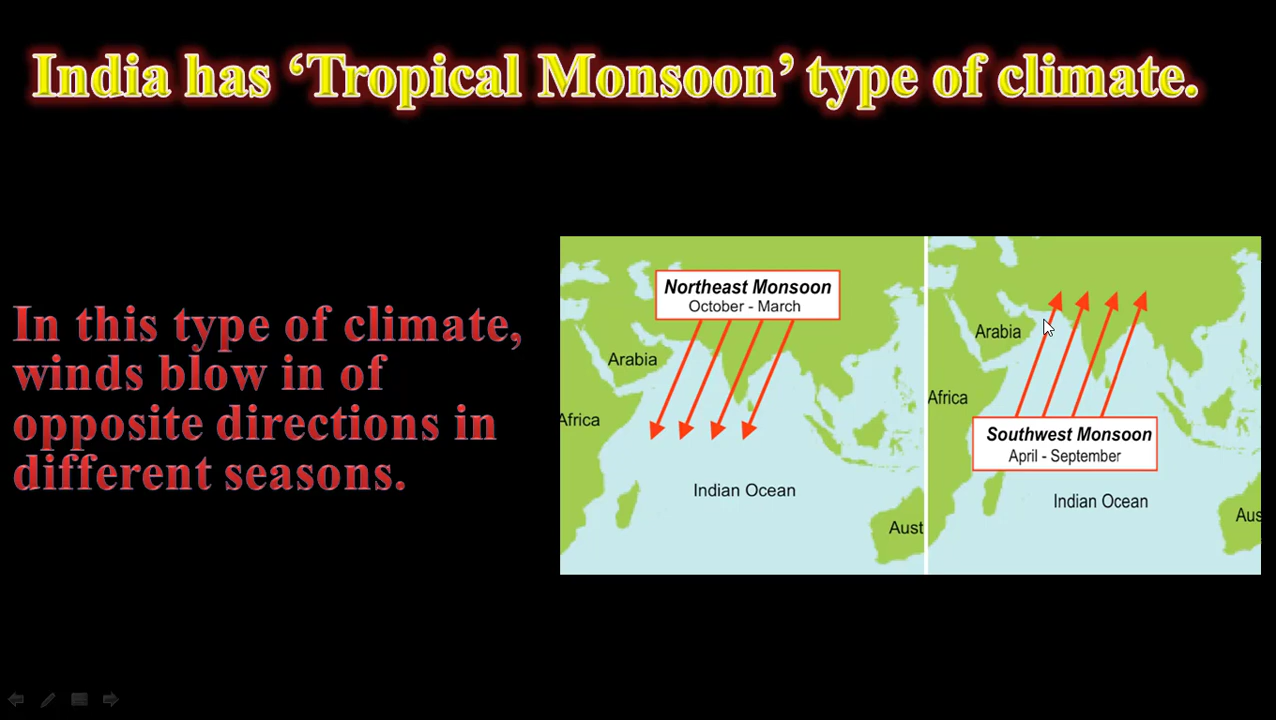 India has ‘Tropical Monsoon’ type of climate.
In this type of climate,
winds blow in of
opposite directions in
different seasons.
Northeast Monsoon
October - March
Arabia
Africa
Indian Ocean
Aust
Arabia
Africa
Southwest Monsoon
April - September
Indian Ocean
Aus